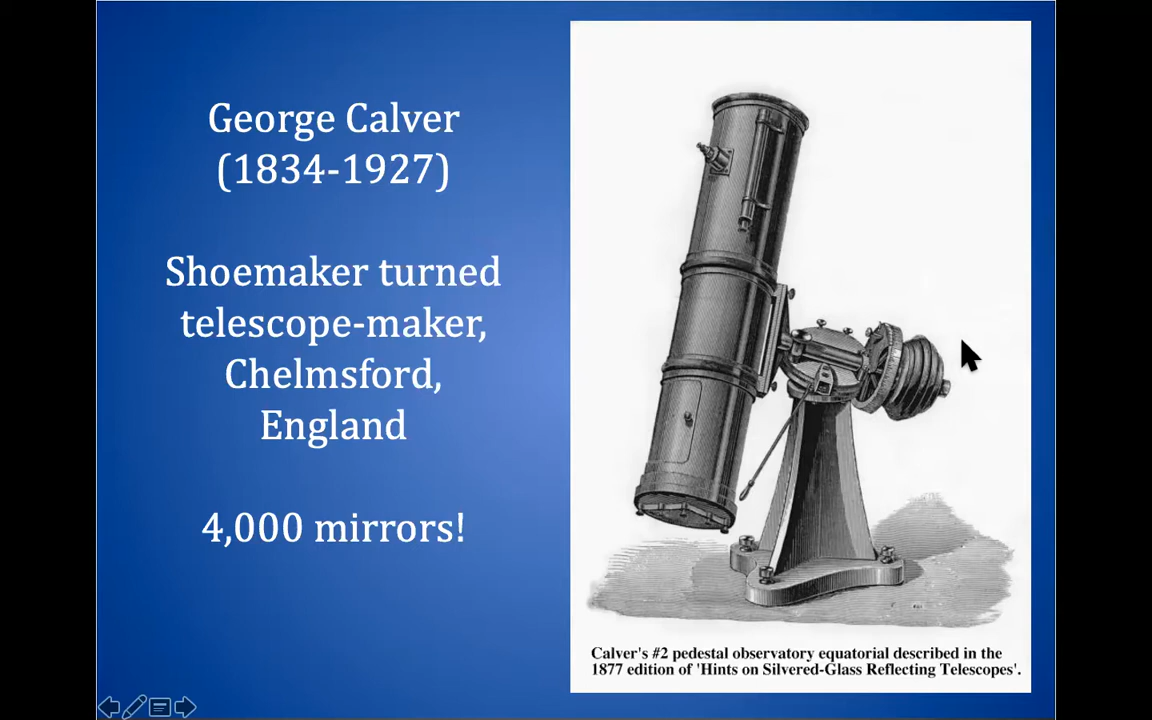 George Calver
(1834-1927)
Shoemaker turned
telescope-maker,
Chelmsford,
England
4,000 mirrors!
Calver's #2 pedestal observatory equatorial described in the
1877 edition of 'Hints on Silvered-Glass Reflecting Telescopes'.